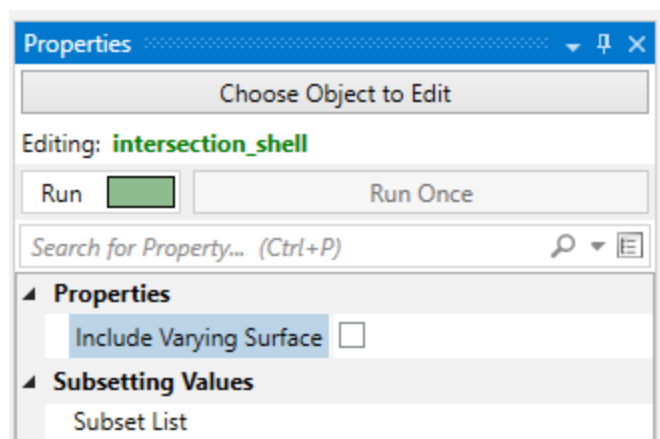 Properties
Choose Object to Edit
Editing: intersection_shell
Run Run Once
Search for Property... (Ctrl+P)
Properties
Include Varying Surface
Subsetting Values
Subset List